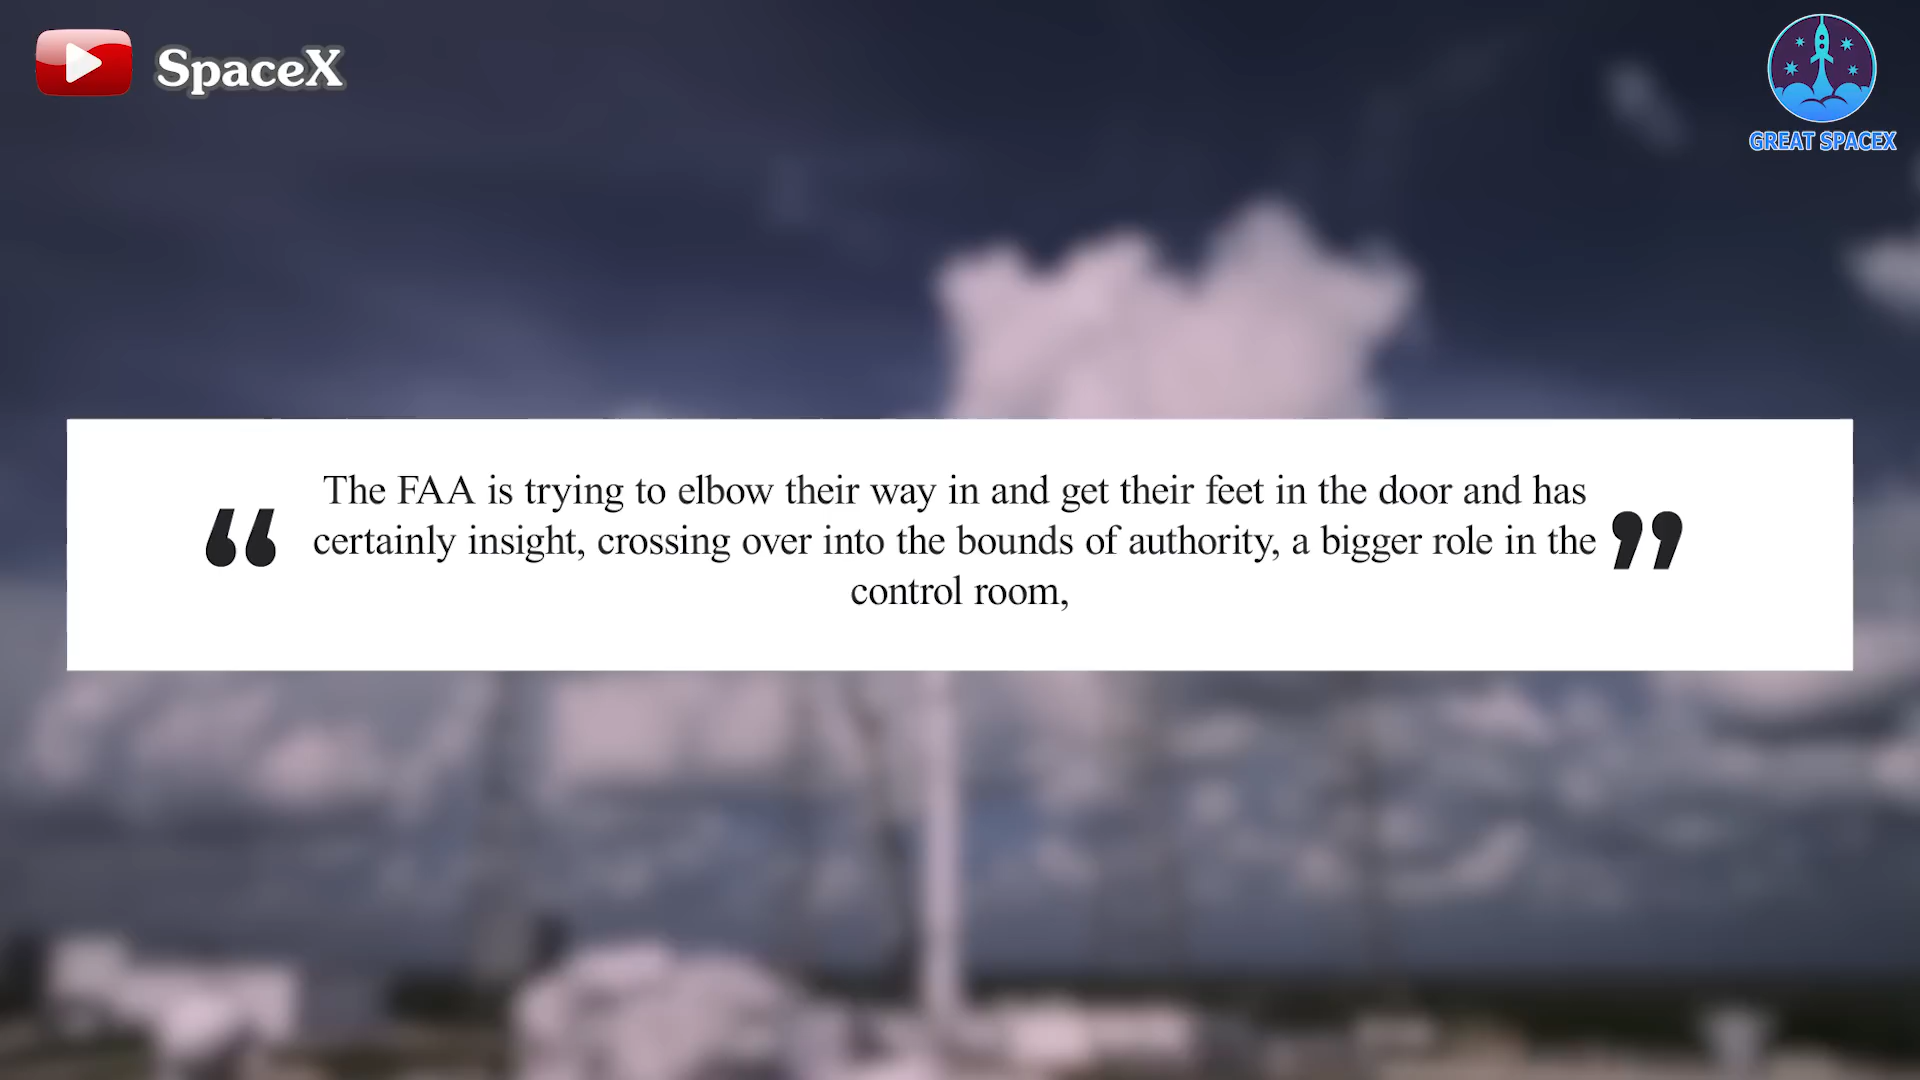 SpaceX
GREAT SPACEX
“The FAA is trying to elbow their way in and get their feet in the door and has
certainly insight, crossing over into the bounds of authority, a bigger role in the
control room,”